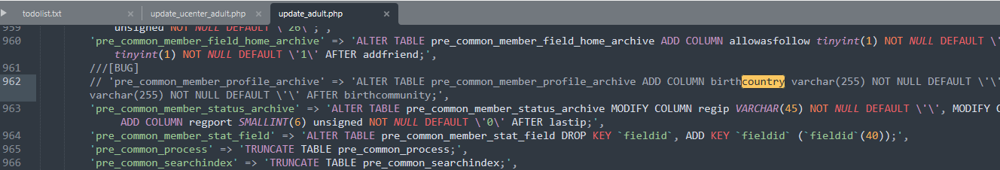 todolist.txt
update_ucenter_adult.php
update_adult.php
959 unsigned NOT NULL DEFAULT \'26\';',
960 'pre_common_member_field_home_archive' => 'ALTER TABLE pre_common_member_field_home_archive ADD COLUMN allowasfollow tinyint(1) NOT NULL DEFAULT \'
tinyint(1) NOT NULL DEFAULT \'1\' AFTER addfriend;',
961 ///[BUG]
962 // 'pre_common_member_profile_archive' => 'ALTER TABLE pre_common_member_profile_archive ADD COLUMN birthcountry varchar(255) NOT NULL DEFAULT \'\'
varchar(255) NOT NULL DEFAULT \'\' AFTER birthcommunity;',
963 'pre_common_member_status_archive' => 'ALTER TABLE pre_common_member_status_archive MODIFY COLUMN regip VARCHAR(45) NOT NULL DEFAULT \'\', MODIFY C
ADD COLUMN regport SMALLINT(6) unsigned NOT NULL DEFAULT \'0\' AFTER lastip;',
964 'pre_common_member_stat_field' => 'ALTER TABLE pre_common_member_stat_field DROP KEY `fieldid`, ADD KEY `fieldid` (`fieldid`(40));',
965 'pre_common_process' => 'TRUNCATE TABLE pre_common_process;',
966 'pre_common_searchindex' => 'TRUNCATE TABLE pre_common_searchindex;',